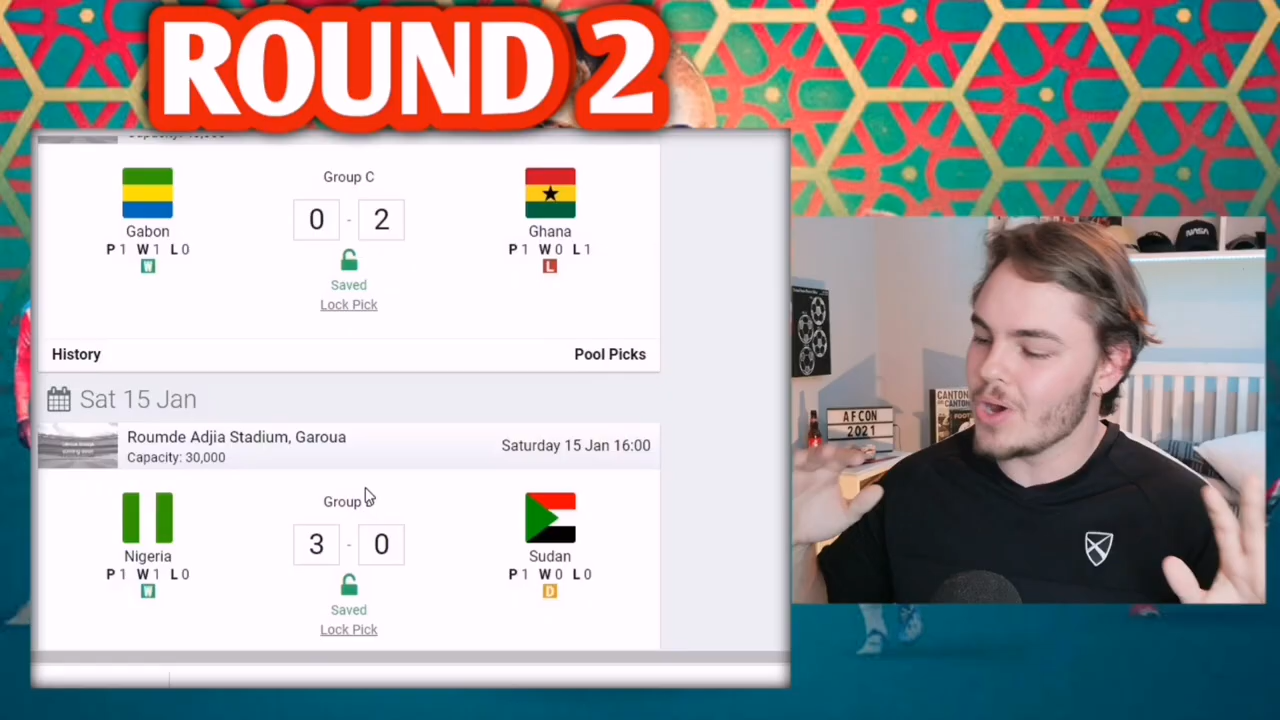 ROUND 2
Group C
0 - 2
Gabon
P 1 W 1 L 0
W
Ghana
P 1 W 0 L 1
L
Saved
Lock Pick
History
Pool Picks
Sat 15 Jan
Roumde Adjia Stadium, Garoua
Capacity: 30,000
Saturday 15 Jan 16:00
Group
3 - 0
Nigeria
P 1 W 1 L 0
W
Sudan
P 1 W 0 L 0
D
Saved
Lock Pick
NASA
AFCON
2021
CANTON
CANTON